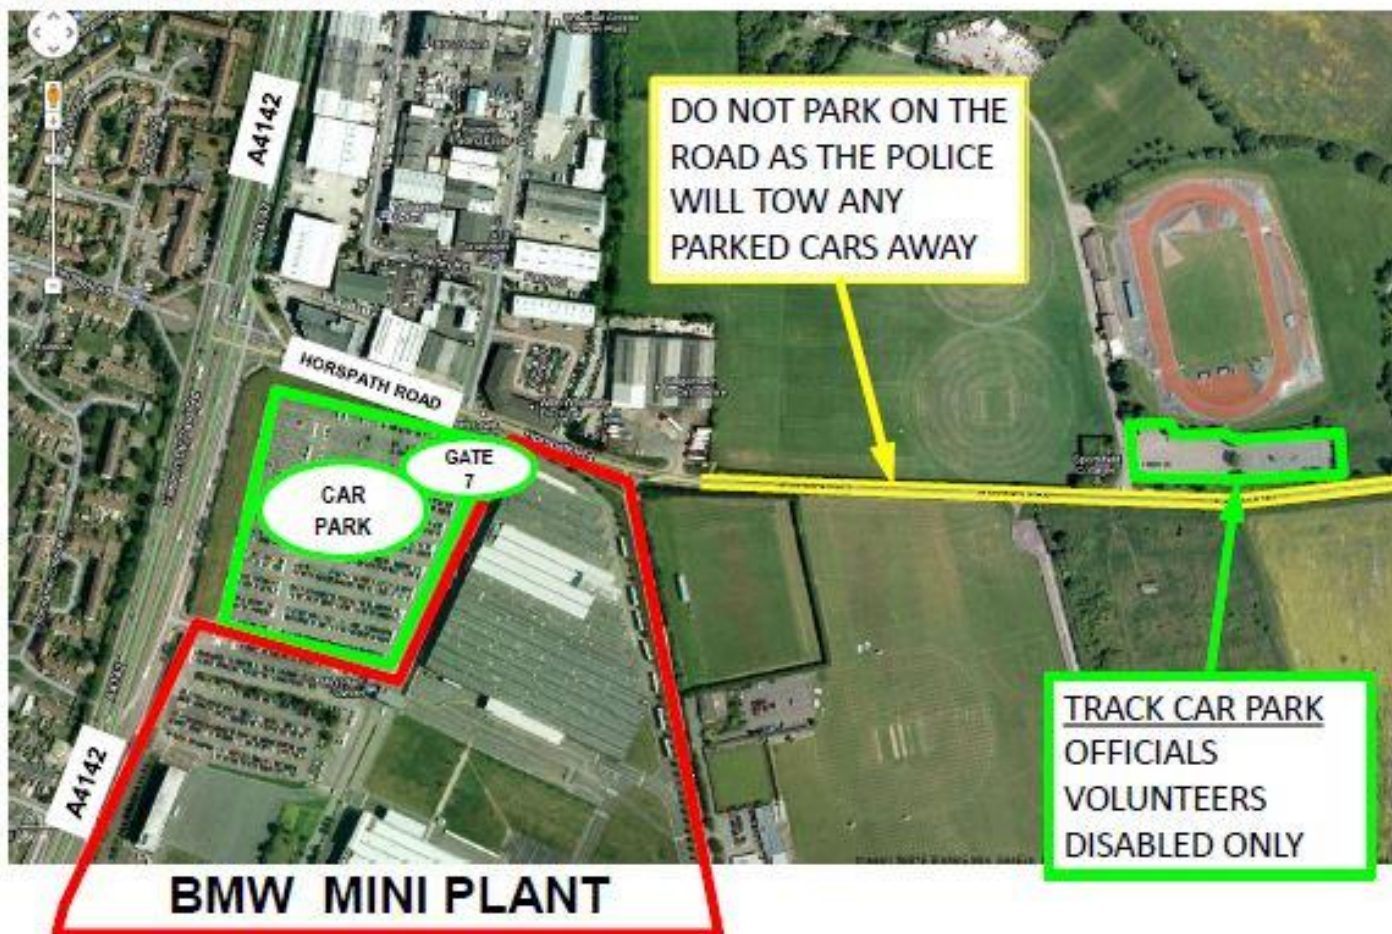 A4142
DO NOT PARK ON THE
ROAD AS THE POLICE
WILL TOW ANY
PARKED CARS AWAY
HORSPATH ROAD
GATE
7
CAR
PARK
TRACK CAR PARK
OFFICIALS
VOLUNTEERS
DISABLED ONLY
A4142
BMW MINI PLANT